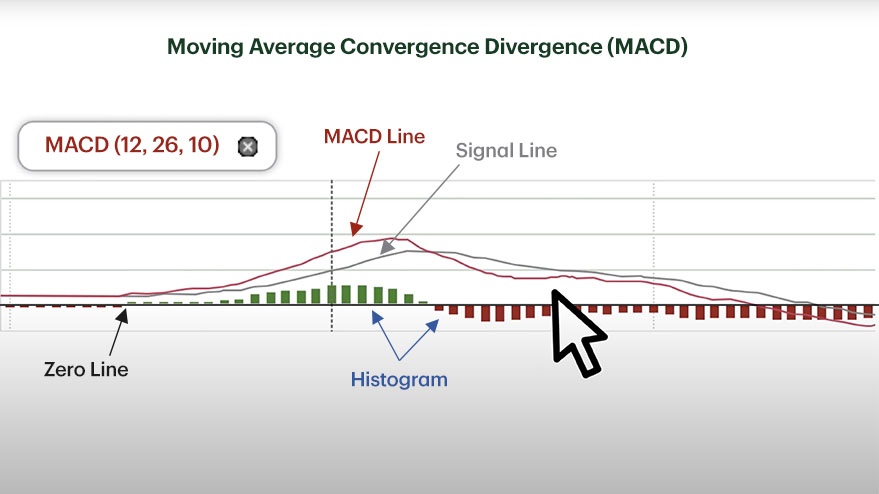 Moving Average Convergence Divergence (MACD)
MACD (12, 26, 10)
MACD Line
Signal Line
Zero Line
Histogram